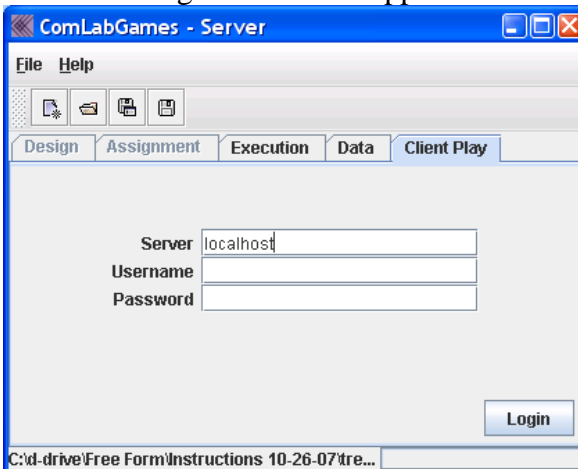 ComLabGames - Server
File Help
Design Assignment Execution Data Client Play
Server localhost
Username
Password
Login
C:\d-drive\Free Form\Instructions 10-26-07\tre...